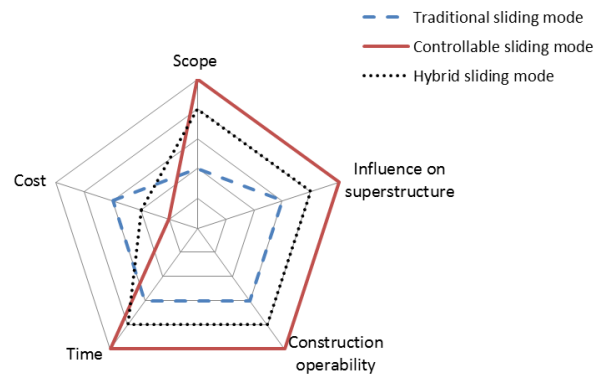 Traditional sliding mode
Controllable sliding mode
Hybrid sliding mode
Scope
Influence on
superstructure
Cost
Time
Construction
operability